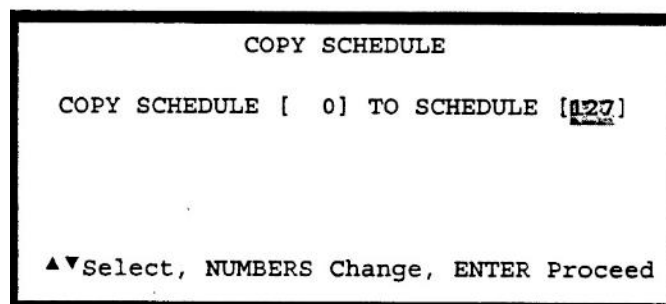 COPY SCHEDULE
COPY SCHEDULE [  0] TO SCHEDULE [127]
▲▼Select, NUMBERS Change, ENTER Proceed